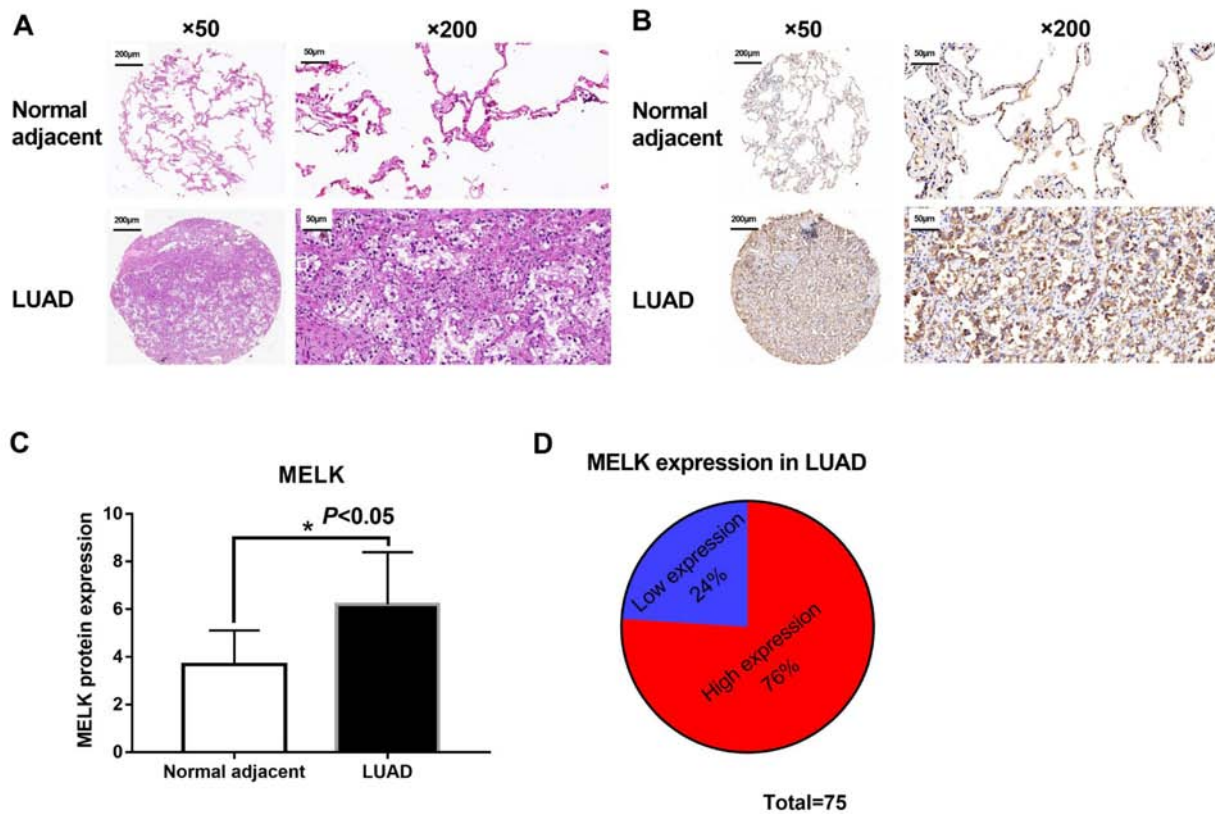 A
×50
×200
200μm
50μm
Normal
adjacent
200μm
50μm
LUAD
B
×50
×200
200μm
50μm
Normal
adjacent
200μm
50μm
LUAD
C
MELK
* P<0.05
MELK protein expression
10
8
6
4
2
0
Normal adjacent
LUAD
D
MELK expression in LUAD
Low expression
24%
High expression
76%
Total=75